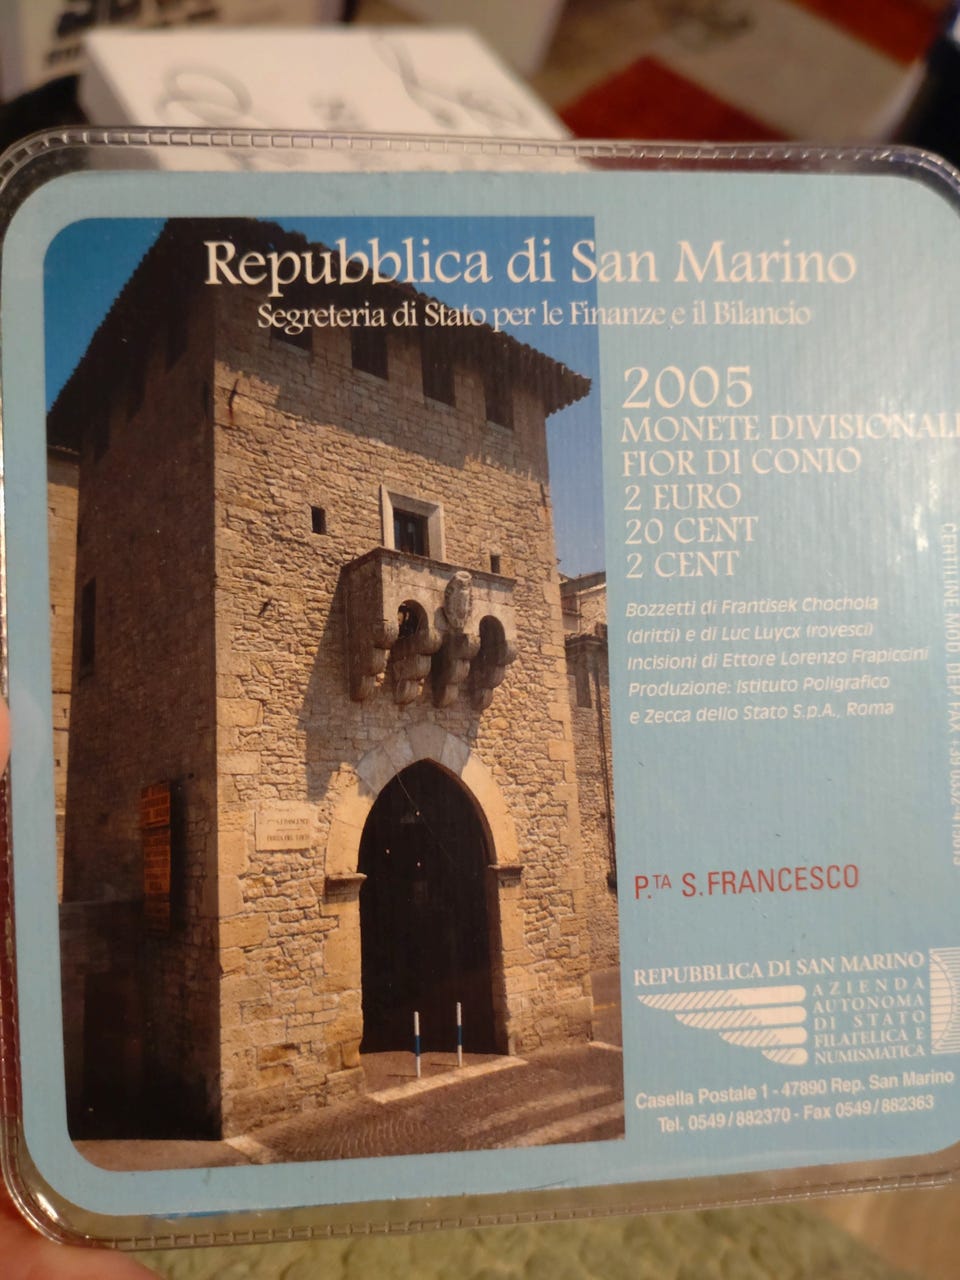 Repubblica di San Marino
Segreteria di Stato per le Finanze e il Bilancio
2005
MONETE DIVISIONALI
FIOR DI CONIO
2 EURO
20 CENT
2 CENT
Bozzetti di Frantisek Chochola
(dritti) e di Luc Luycx (rovesci)
Incisioni di Ettore Lorenzo Frapiccini
Produzione: Istituto Poligrafico
e Zecca dello Stato S.p.A., Roma
P.TA S.FRANCESCO
REPUBBLICA DI SAN MARINO
AZIENDA
AUTONOMA
DI STATO
FILATELICA E
NUMISMATICA
Casella Postale 1 - 47890 Rep. San Marino
Tel. 0549/882370 - Fax 0549/882363